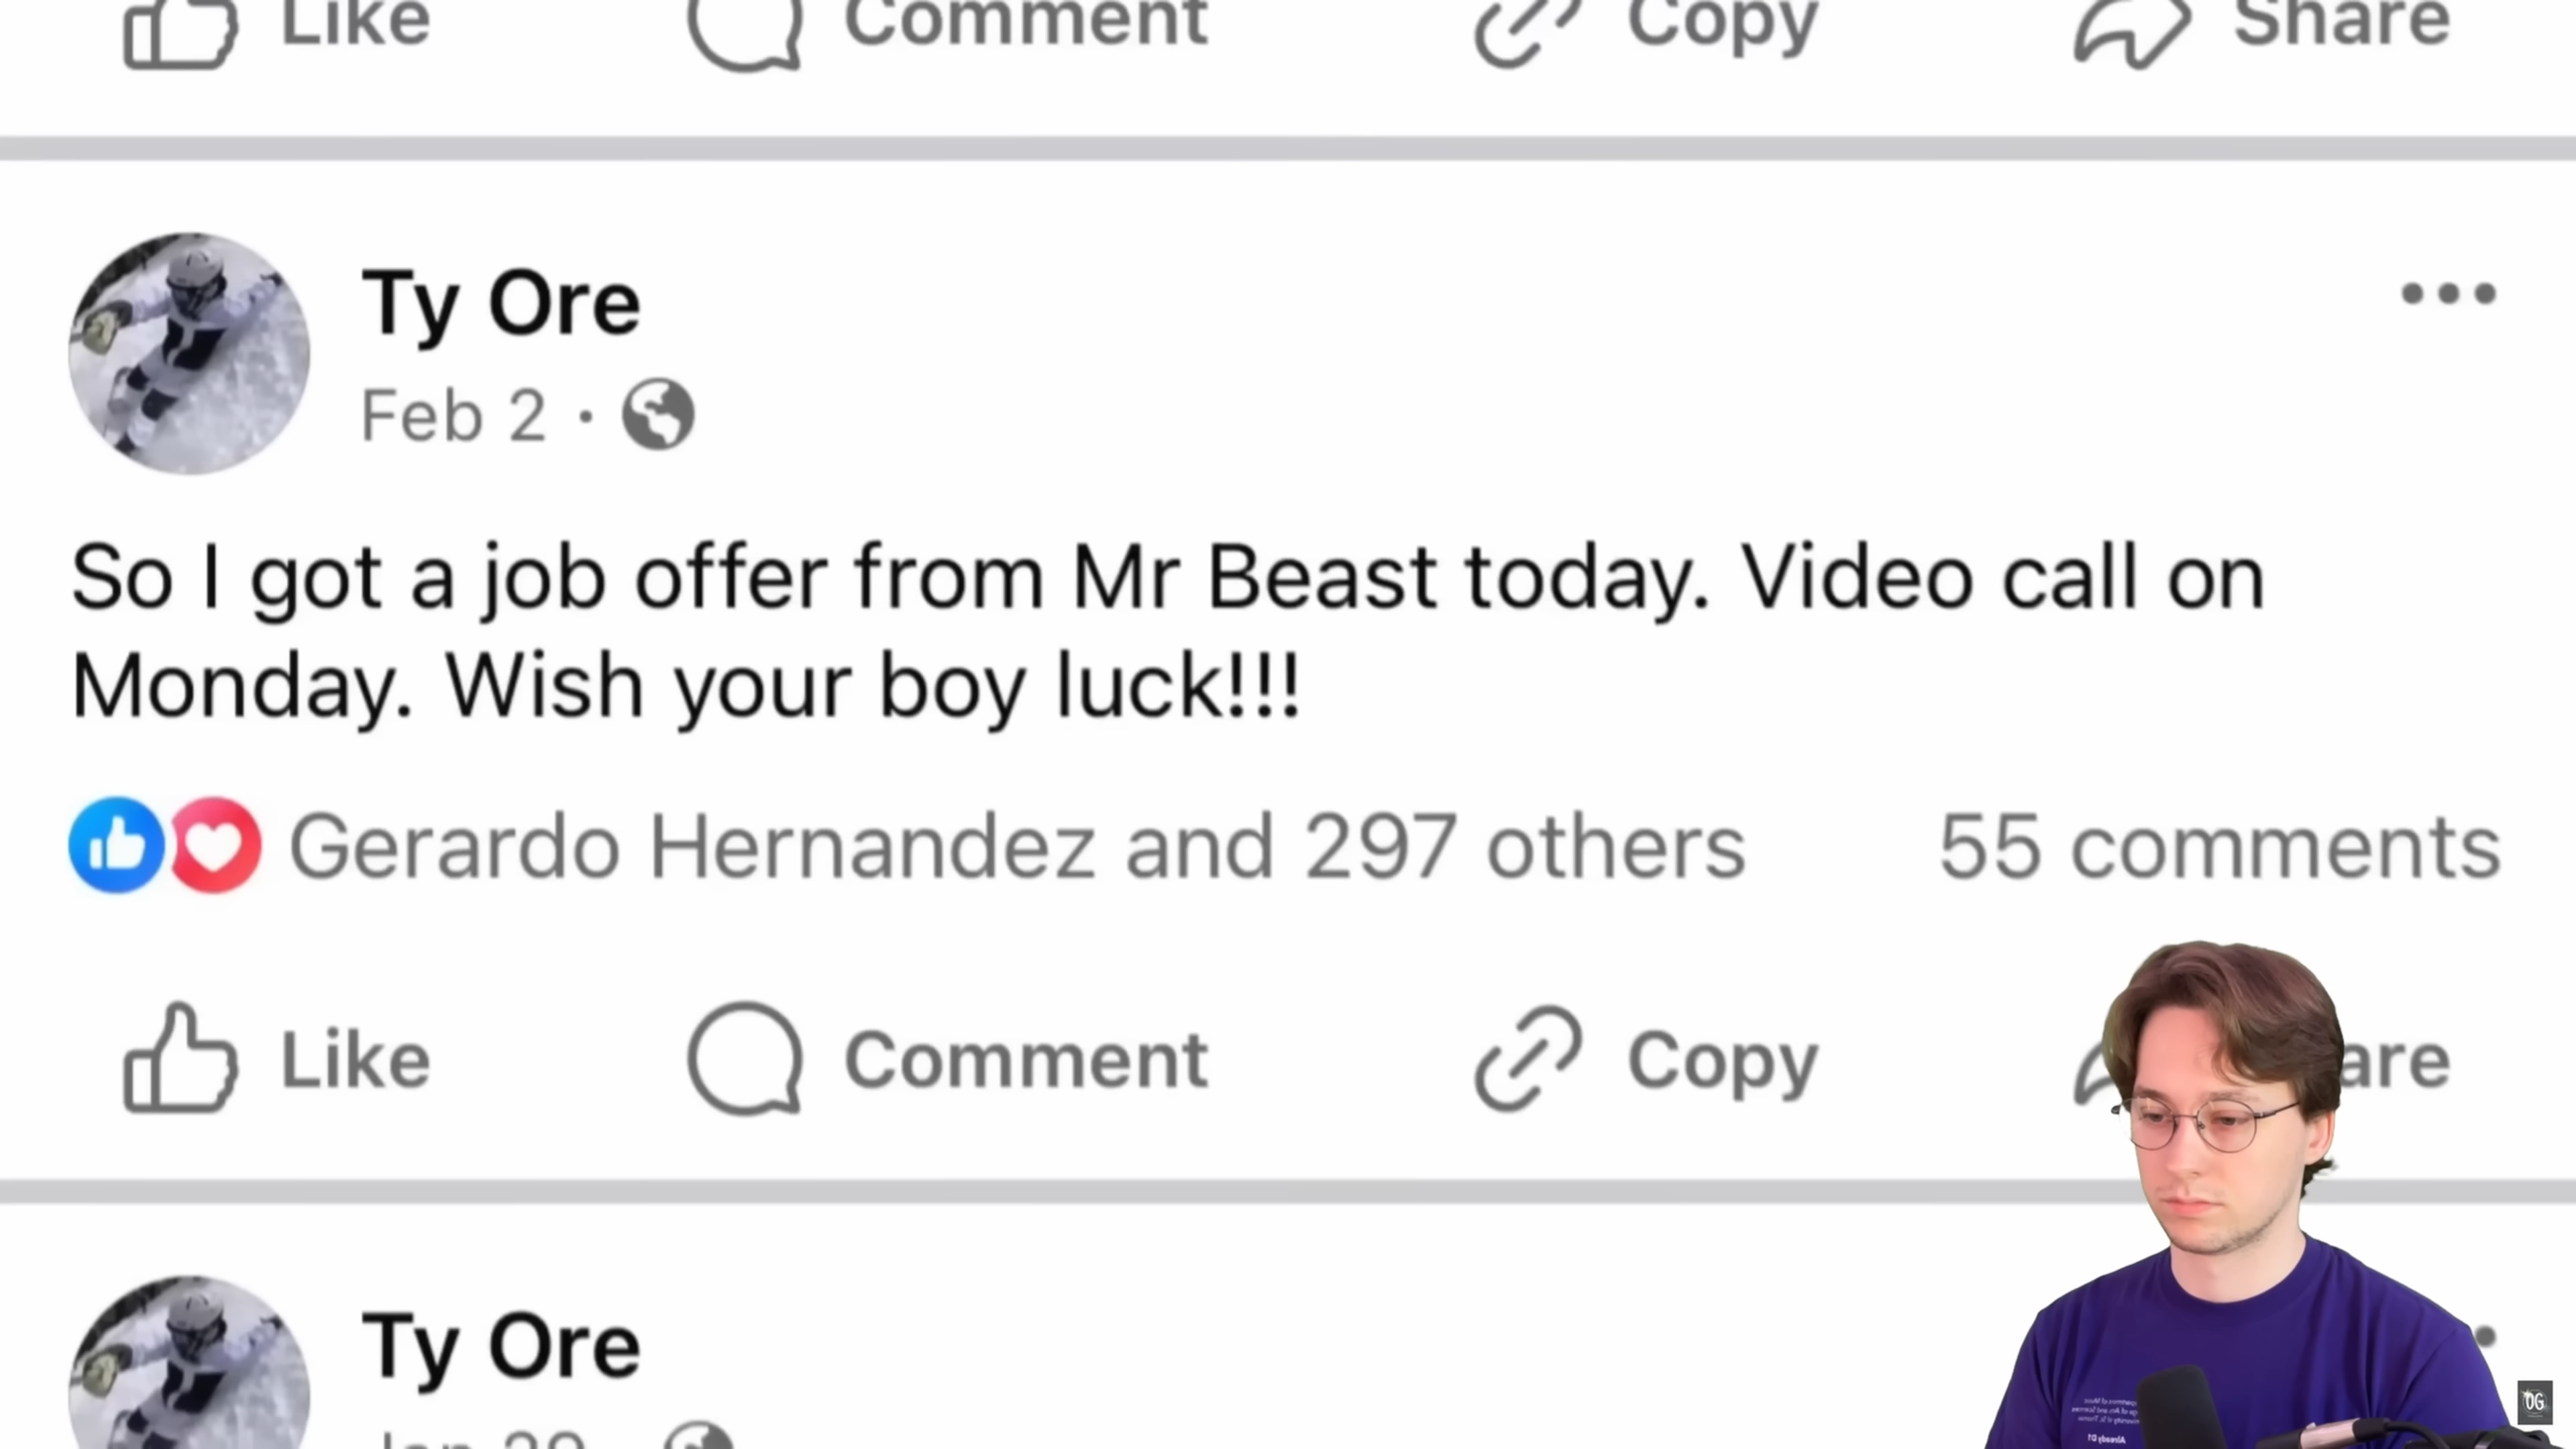 Like Comment Copy Share
Ty Ore
Feb 2 ·
So I got a job offer from Mr Beast today. Video call on
Monday. Wish your boy luck!!!
Gerardo Hernandez and 297 others 55 comments
Like Comment Copy are
Ty Ore
OG